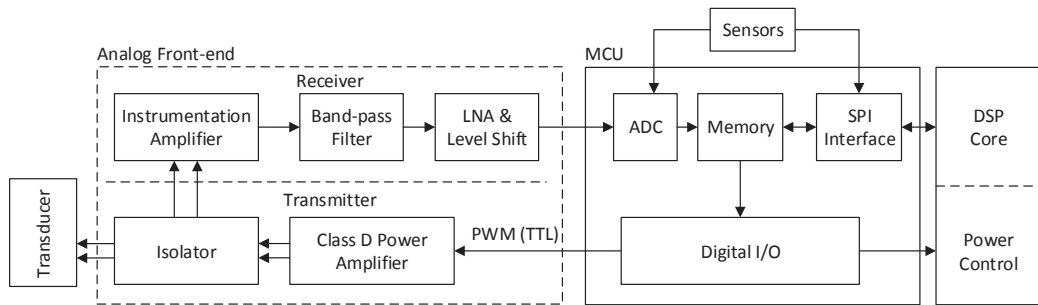 Sensors
Analog Front-end
MCU
Receiver
Instrumentation
Amplifier
Band-pass
Filter
LNA &
Level Shift
ADC
Memory
SPI
Interface
DSP
Core
Transmitter
Transducer
Isolator
Class D Power
Amplifier
PWM (TTL)
Digital I/O
Power
Control